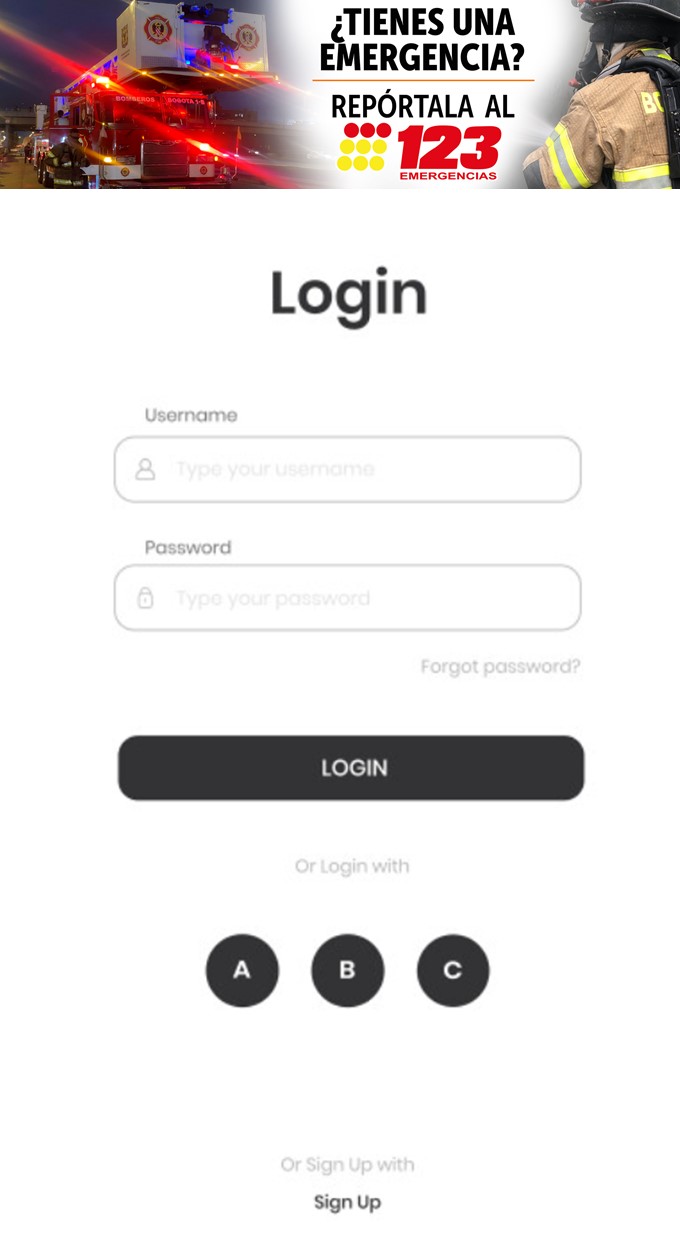 ¿TIENES UNA
EMERGENCIA?
REPÓRTALA AL
123
EMERGENCIAS
BOMBEROS
BOGOTÁ
BO
Login
Username
Type your username
Password
Type your password
Forgot password?
LOGIN
Or Login with
A B C
Or Sign Up with
Sign Up